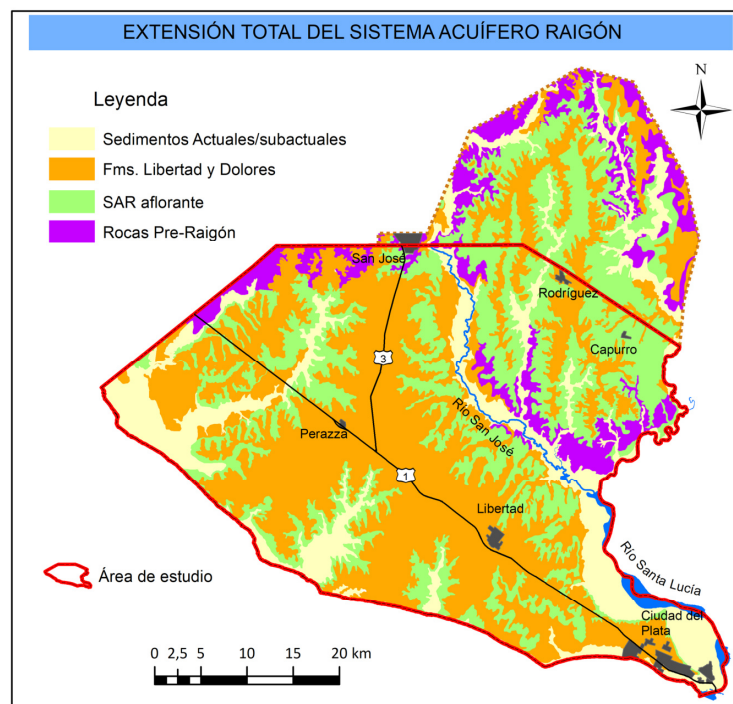 EXTENSIÓN TOTAL DEL SISTEMA ACUÍFERO RAIGÓN
N
Leyenda
Sedimentos Actuales/subactuales
Fms. Libertad y Dolores
SAR aflorante
Rocas Pre-Raigón
San José
Rodríguez
Capurro
3
Perazza
Río San José
1
Libertad
Río Santa Lucía
Área de estudio
Ciudad del
Plata
0 2,5 5 10 15 20 km